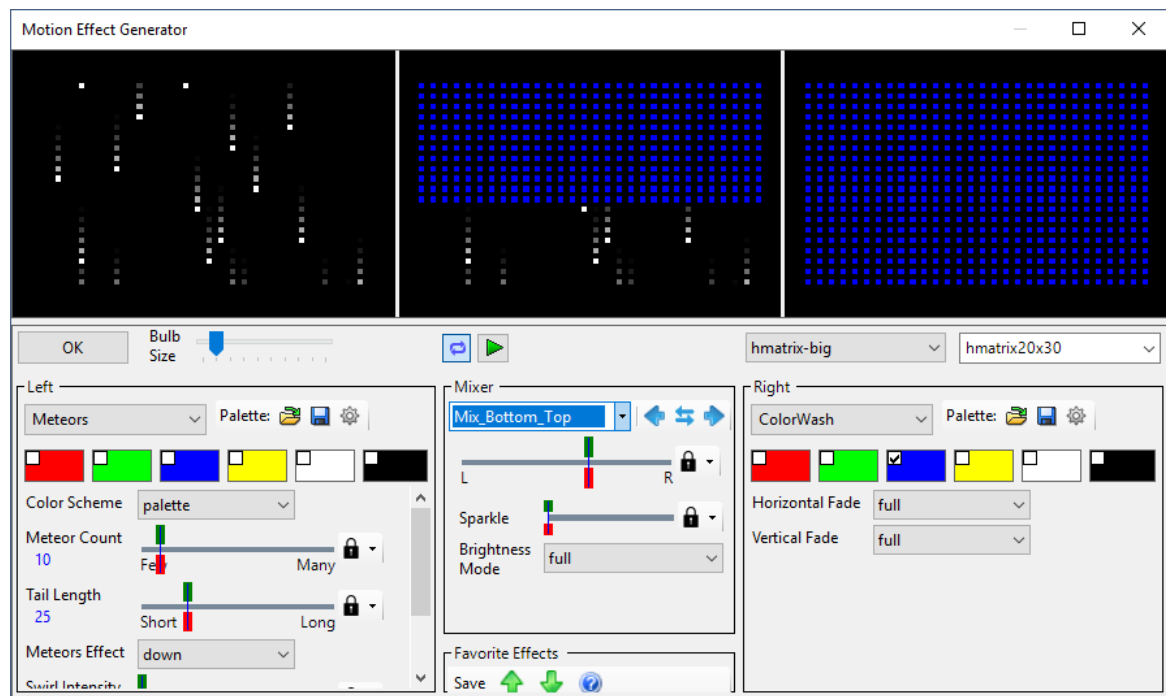 Motion Effect Generator
OK
Bulb Size
hmatrix-big
hmatrix20x30
Left
Meteors
Palette:
Color Scheme
palette
Meteor Count
10
Few
Many
Tail Length
25
Short
Long
Meteors Effect
down
Swirl Intensity
Mixer
Mix_Bottom_Top
L
R
Sparkle
Brightness Mode
full
Favorite Effects
Save
Right
ColorWash
Palette:
Horizontal Fade
full
Vertical Fade
full